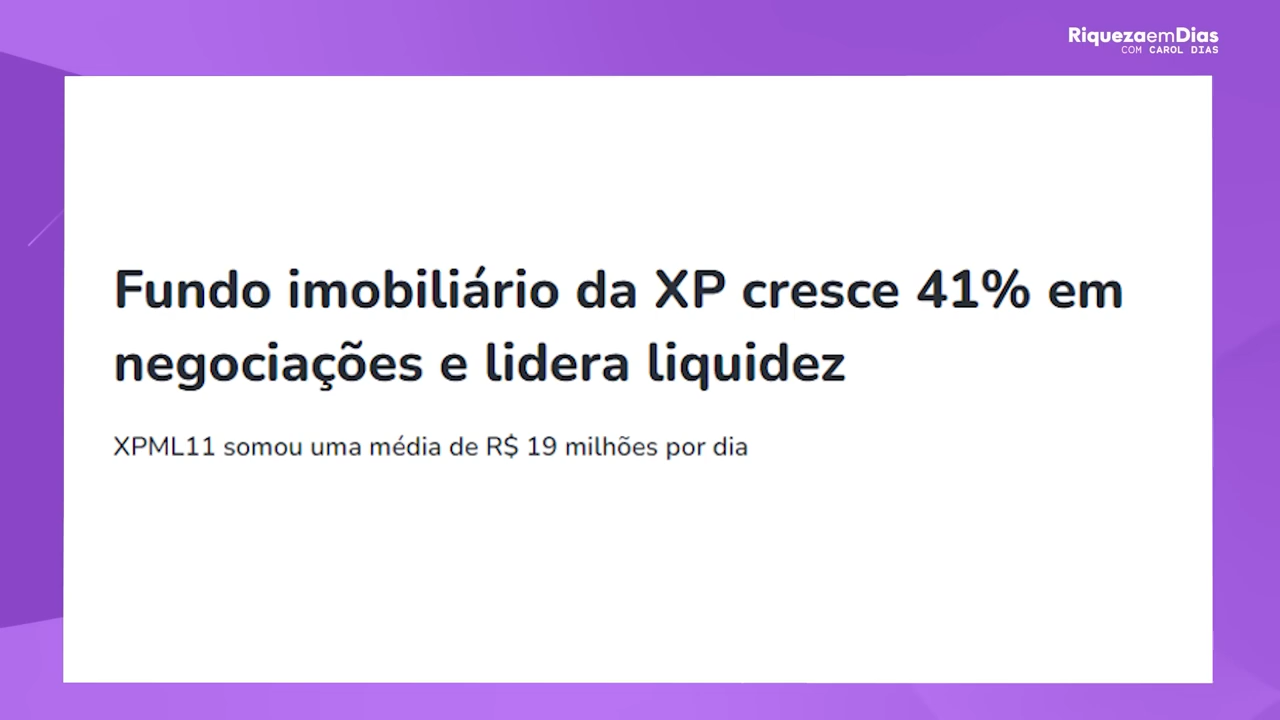 RiquezaemDias
COM CAROL DIAS
Fundo imobiliário da XP cresce 41% em
negociações e lidera liquidez
XPML11 somou uma média de R$ 19 milhões por dia